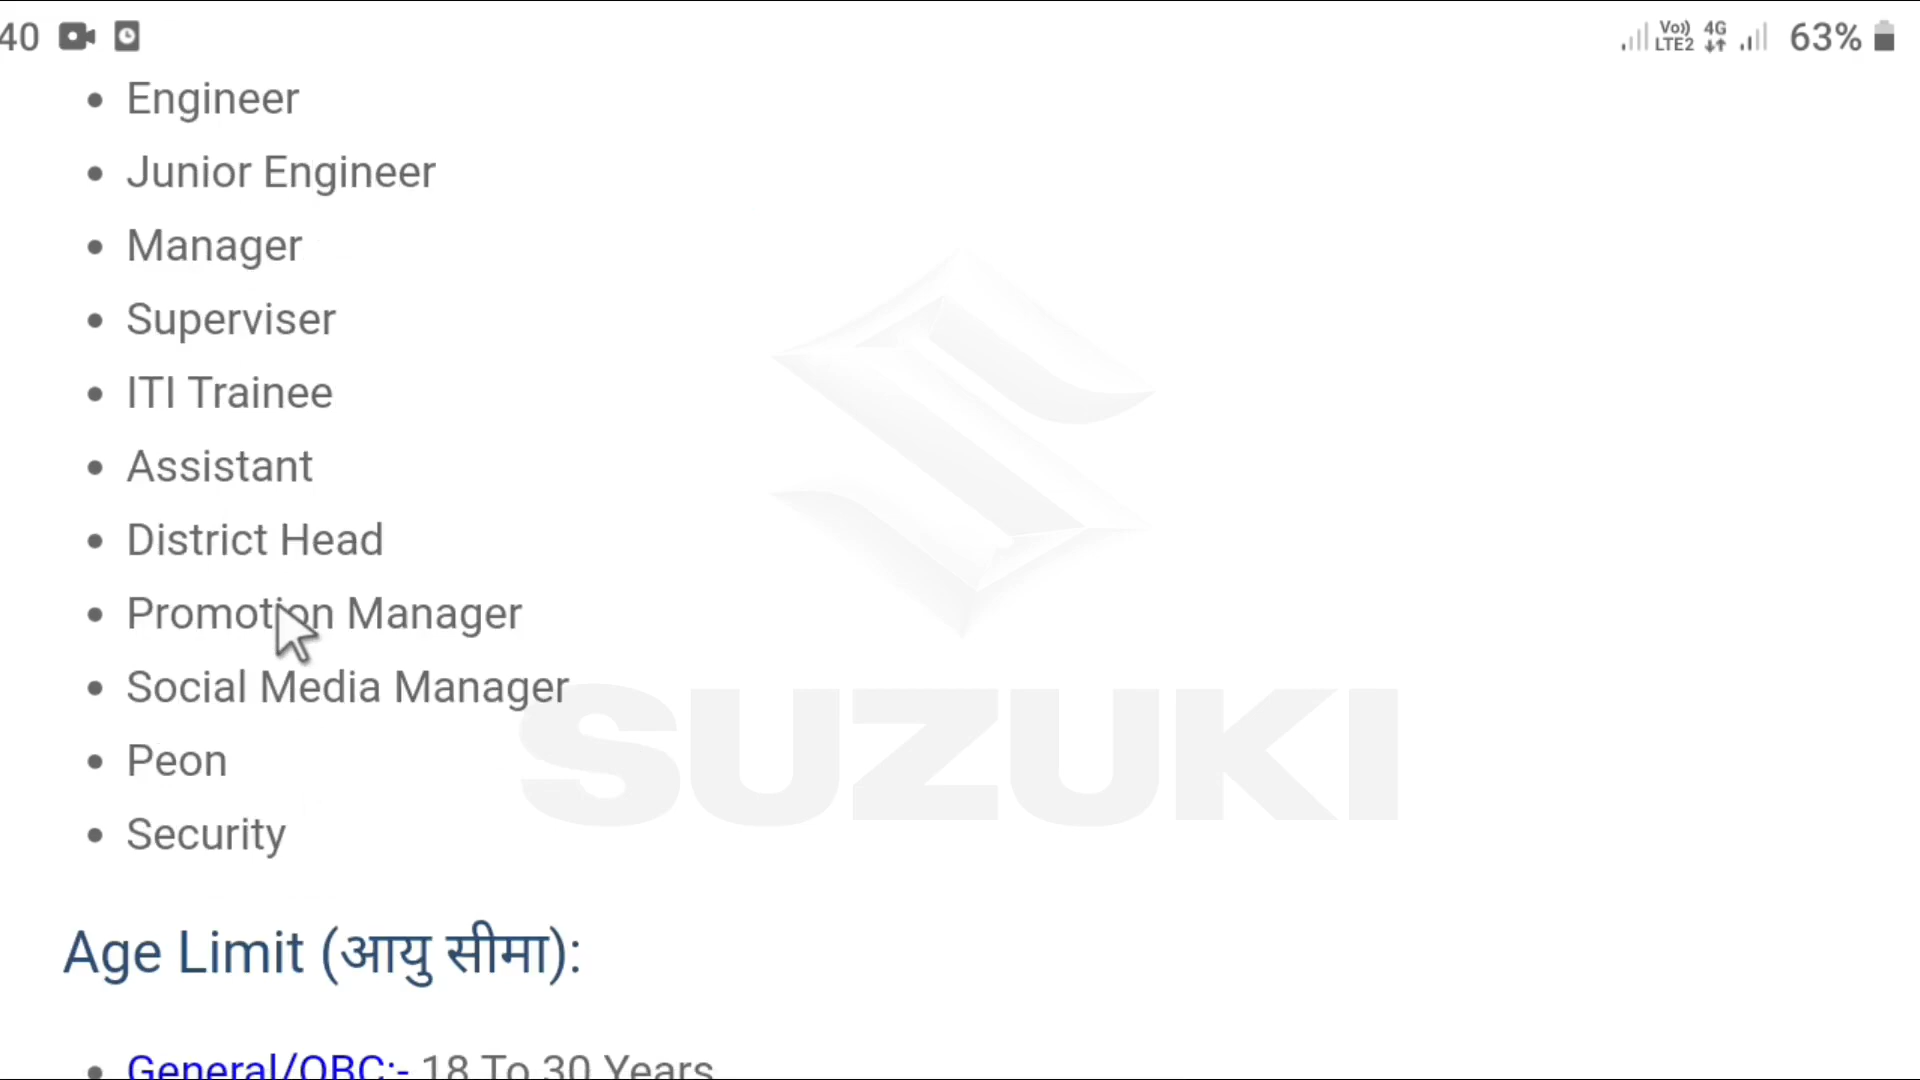 40 Vo)) LTE2 4G 63%
Engineer
Junior Engineer
Manager
Superviser
ITI Trainee
Assistant
District Head
Promotion Manager
Social Media Manager
Peon
Security
SUZUKI
Age Limit (आयु सीमा):
General/OBC:- 18 To 30 Years